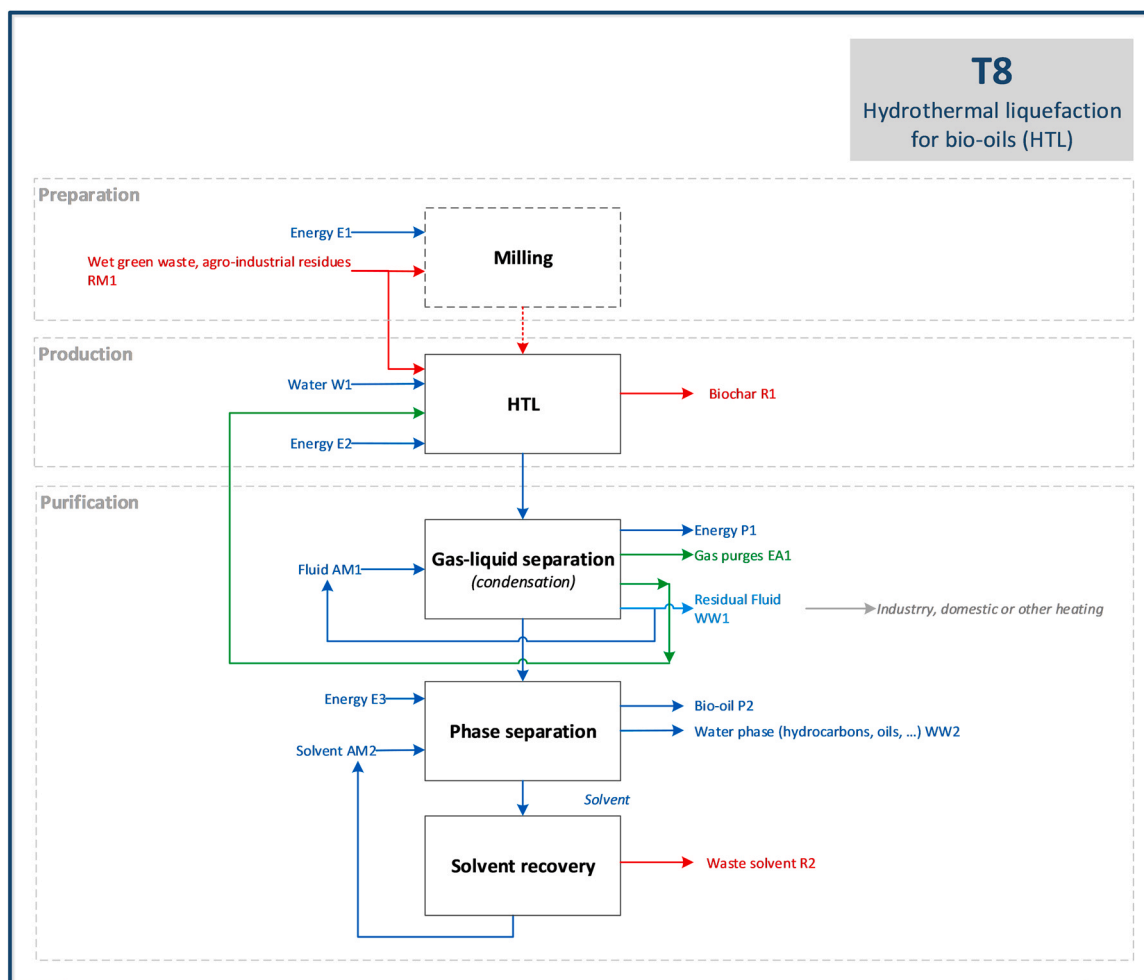 T8
Hydrothermal liquefaction
for bio-oils (HTL)
Preparation
Energy E1
Wet green waste, agro-industrial residues
RM1
Milling
Production
Water W1
HTL
Biochar R1
Energy E2
Purification
Energy P1
Gas-liquid separation
(condensation)
Gas purges EA1
Fluid AM1
Residual Fluid
WW1
Industrry, domestic or other heating
Energy E3
Bio-oil P2
Phase separation
Water phase (hydrocarbons, oils, ...) WW2
Solvent AM2
Solvent
Solvent recovery
Waste solvent R2